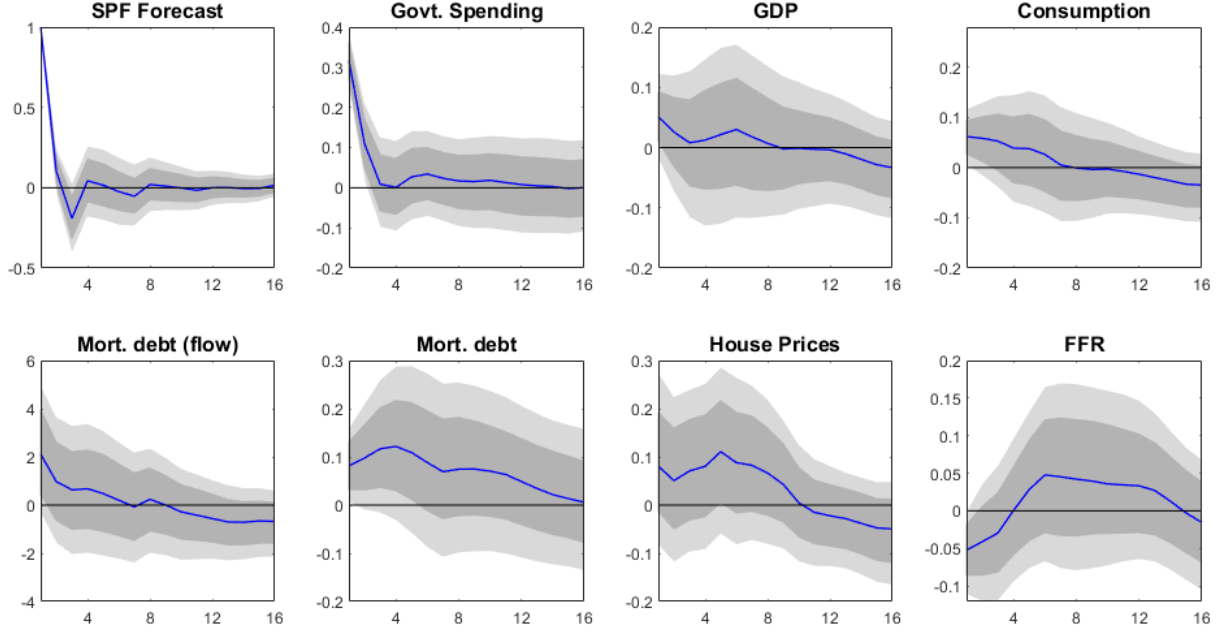 SPF Forecast
1
0.5
0
-0.5
4 8 12 16
Govt. Spending
0.4
0.3
0.2
0.1
0
-0.1
-0.2
4 8 12 16
GDP
0.2
0.1
0
-0.1
-0.2
4 8 12 16
Consumption
0.2
0.1
0
-0.1
-0.2
4 8 12 16
Mort. debt (flow)
6
4
2
0
-2
-4
4 8 12 16
Mort. debt
0.3
0.2
0.1
0
-0.1
-0.2
4 8 12 16
House Prices
0.3
0.2
0.1
0
-0.1
-0.2
4 8 12 16
FFR
0.2
0.15
0.1
0.05
0
-0.05
-0.1
4 8 12 16